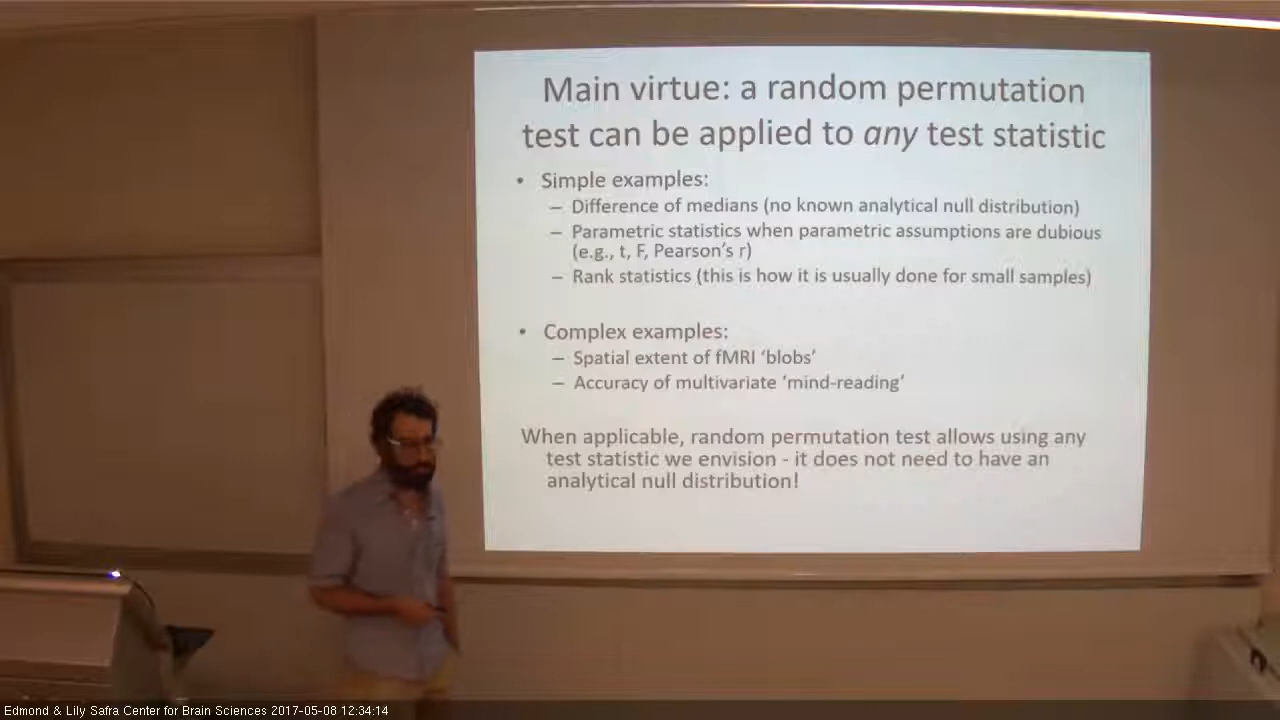 Main virtue: a random permutation
test can be applied to any test statistic
• Simple examples:
– Difference of medians (no known analytical null distribution)
– Parametric statistics when parametric assumptions are dubious
(e.g., t, F, Pearson's r)
– Rank statistics (this is how it is usually done for small samples)
• Complex examples:
– Spatial extent of fMRI 'blobs'
– Accuracy of multivariate 'mind-reading'
When applicable, random permutation test allows using any
test statistic we envision - it does not need to have an
analytical null distribution!
Edmond & Lily Safra Center for Brain Sciences 2017-05-08 12:34:14